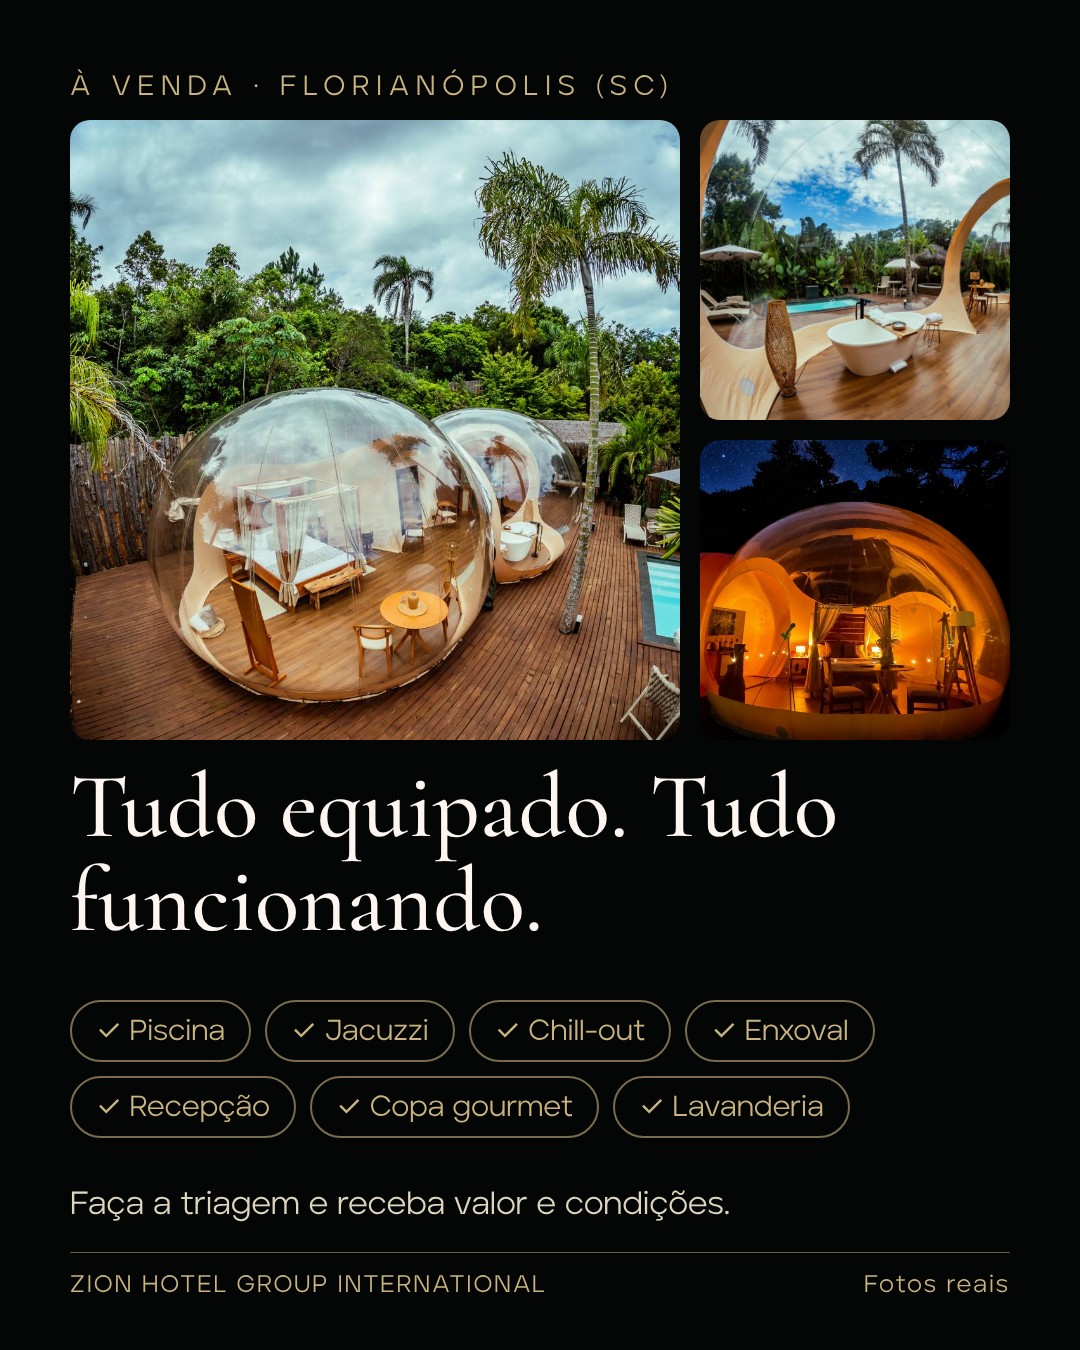 À VENDA · FLORIANÓPOLIS (SC)
Tudo equipado. Tudo
funcionando.
✓ Piscina ✓ Jacuzzi ✓ Chill-out ✓ Enxoval
✓ Recepção ✓ Copa gourmet ✓ Lavanderia
Faça a triagem e receba valor e condições.
ZION HOTEL GROUP INTERNATIONAL Fotos reais